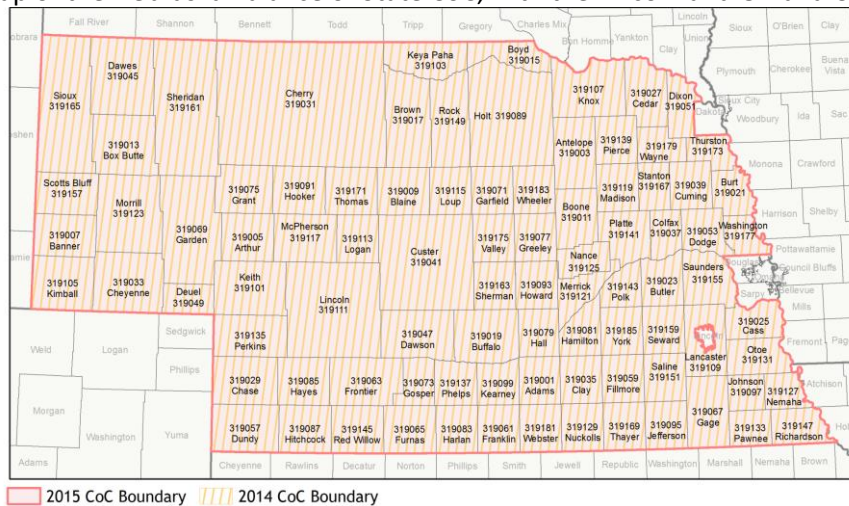 Fall River Shannon Bennett Todd Tripp Gregory Charles Mix Lincoln
Bon Homme Yankton Clay Union Sioux O'Brien Clay
Plymouth Cherokee Buena Vista
Sioux City
Woodbury Ida Sac
Monona Crawford
Harrison Shelby
Pottawattamie
Council Bluffs
Bellevue
Mills
Sarpy
Fremont
Atchison
Sioux
319165
Dawes
319045
Sheridan
319161
319013
Box Butte
Scotts Bluff
319157
Morrill
319123
319007
Banner
319069
Garden
319105
Kimball
319033
Cheyenne
Deuel
319049
Cherry
319031
Keya Paha
319103
Boyd
319015
Brown
319017
Rock
319149
Holt 319089
319107
Knox
319027
Cedar
Dixon
319051
Antelope
319003
319139
Pierce
319179
Wayne
Thurston
319173
319075
Grant
319091
Hooker
319171
Thomas
319009
Blaine
319115
Loup
319071
Garfield
319183
Wheeler
319119
Madison
Stanton
319167
319039
Cuming
Burt
319021
Boone
319011
319005
Arthur
McPherson
319117
319113
Logan
Custer
319041
319175
Valley
319077
Greeley
Platte
319141
Colfax
319037
319053
Dodge
Washington
319177
Nance
319125
Keith
319101
Lincoln
319111
319163
Sherman
319093
Howard
Merrick
319121
319143
Polk
319023
Butler
Saunders
319155
319135
Perkins
319047
Dawson
319019
Buffalo
319079
Hall
319081
Hamilton
319185
York
319159
Seward
Lancaster
319109
319025
Cass
Otoe
319131
319029
Chase
319085
Hayes
319063
Frontier
319073
Gosper
319137
Phelps
319099
Kearney
319001
Adams
319035
Clay
319059
Fillmore
Saline
319151
319067
Gage
Johnson
319097
319127
Nemaha
319057
Dundy
319087
Hitchcock
319145
Red Willow
319065
Furnas
319083
Harlan
319061
Franklin
319181
Webster
319129
Nuckolls
319169
Thayer
319095
Jefferson
319133
Pawnee
319147
Richardson
Sedgwick
Weld Logan
Phillips
Morgan
Washington Yuma
Adams
Cheyenne Rawlins Decatur Norton Phillips Smith Jewell Republic Washington Marshall Nemaha Brown
2015 CoC Boundary 2014 CoC Boundary